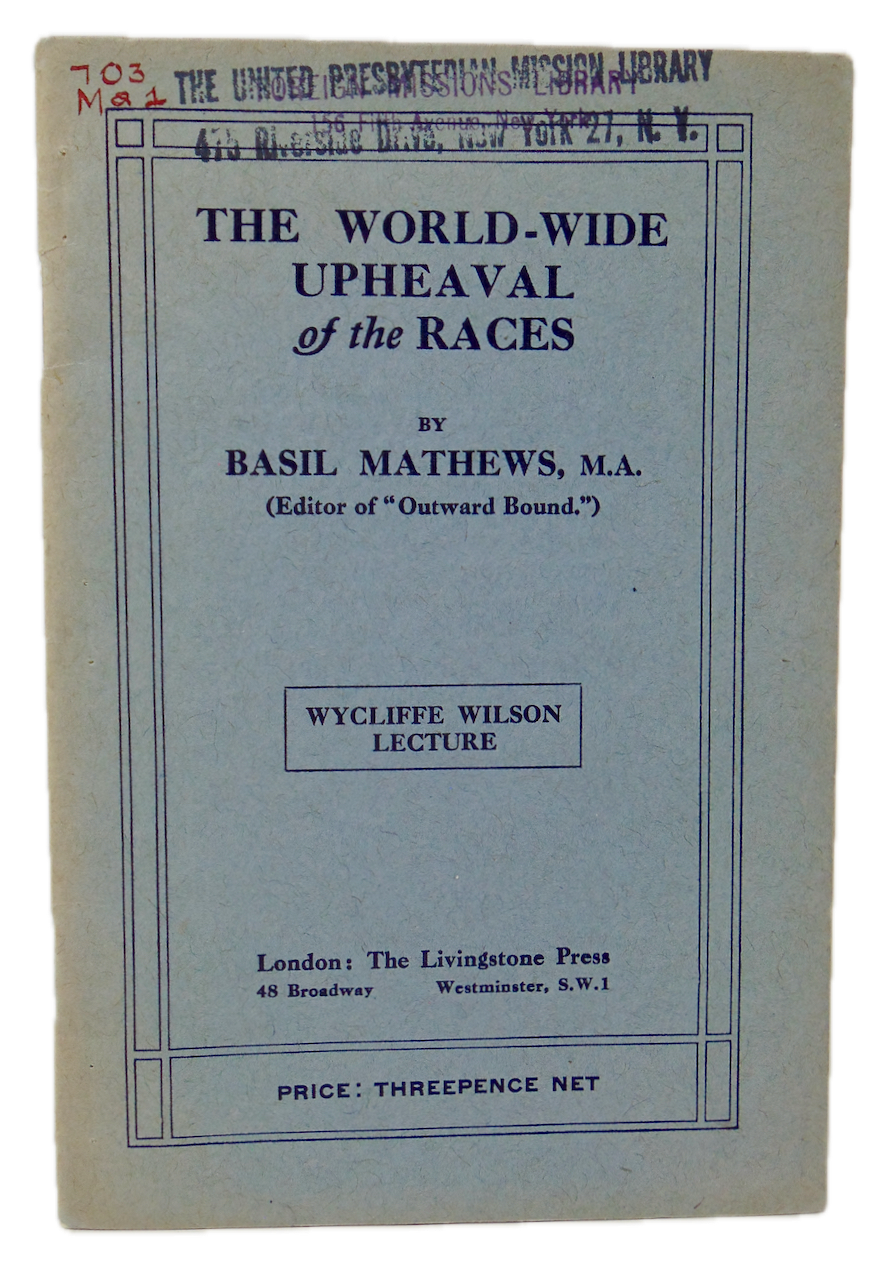 703
Ma1
THE UNITED PRESBYTERIAN MISSION LIBRARY
FOREIGN MISSIONS LIBRARY
156 Fifth Avenue, New York
475 Riverside Drive, New York 27, N. Y.
THE WORLD-WIDE
UPHEAVAL
of the RACES
BY
BASIL MATHEWS, M.A.
(Editor of “Outward Bound.”)
WYCLIFFE WILSON
LECTURE
London: The Livingstone Press
48 Broadway Westminster, S.W.1
PRICE: THREEPENCE NET